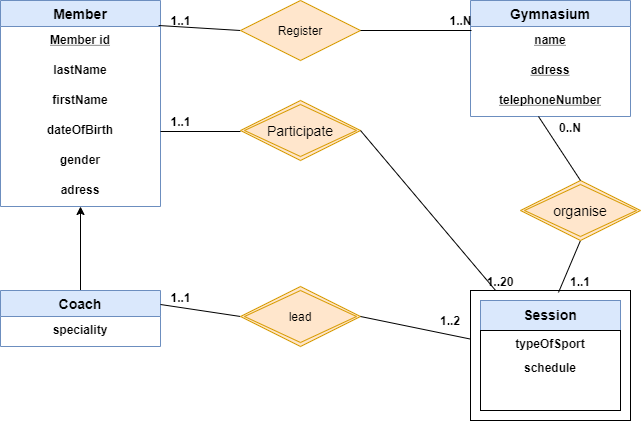 Member
Member id
lastName
firstName
dateOfBirth
gender
adress
1..1
Register
1..N
Gymnasium
name
adress
telephoneNumber
1..1
Participate
1..20
0..N
organise
1..1
Coach
speciality
1..1
lead
1..2
Session
typeOfSport
schedule